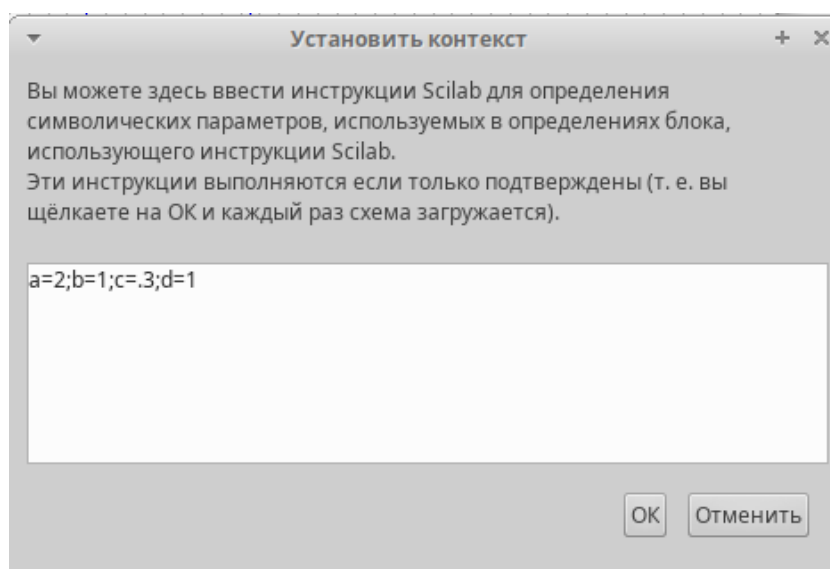 Установить контекст
Вы можете здесь ввести инструкции Scilab для определения
символических параметров, используемых в определениях блока,
использующего инструкции Scilab.
Эти инструкции выполняются если только подтверждены (т. е. вы
щёлкаете на ОК и каждый раз схема загружается).
a=2;b=1;c=.3;d=1
ОК Отменить